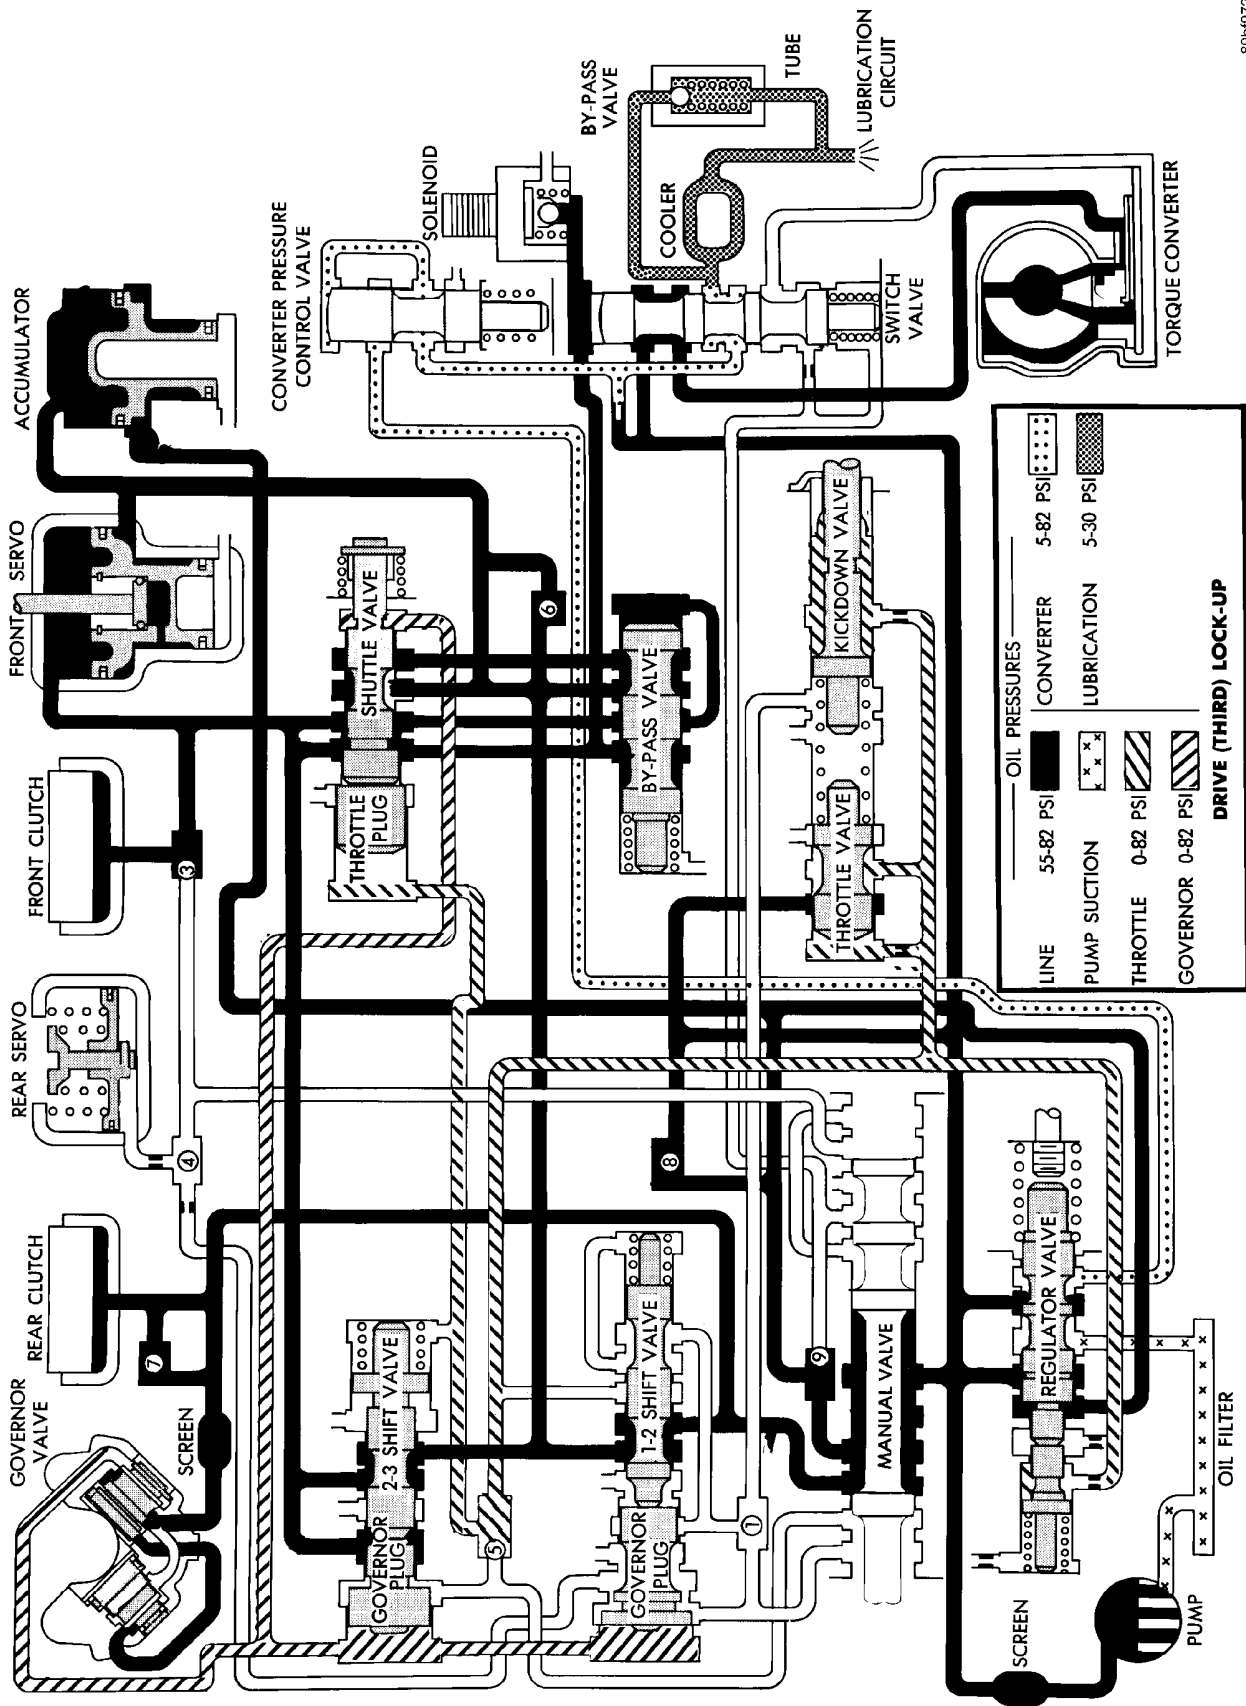 GOVERNOR
VALVE
REAR CLUTCH
REAR SERVO
FRONT CLUTCH
FRONT SERVO
ACCUMULATOR
SCREEN
7
4
3
CONVERTER PRESSURE
CONTROL VALVE
SOLENOID
BY-PASS
VALVE
TUBE
LUBRICATION
CIRCUIT
COOLER
SWITCH
VALVE
TORQUE CONVERTER
GOVERNOR
PLUG
2-3 SHIFT VALVE
THROTTLE
PLUG
SHUTTLE
VALVE
5
6
GOVERNOR
PLUG
1-2 SHIFT VALVE
8
BY-PASS VALVE
1
9
THROTTLE VALVE
KICKDOWN VALVE
MANUAL VALVE
REGULATOR VALVE
SCREEN
PUMP
OIL FILTER
OIL PRESSURES
LINE 55-82 PSI
CONVERTER 5-82 PSI
PUMP SUCTION
LUBRICATION 5-30 PSI
THROTTLE 0-82 PSI
GOVERNOR 0-82 PSI
DRIVE (THIRD) LOCK-UP